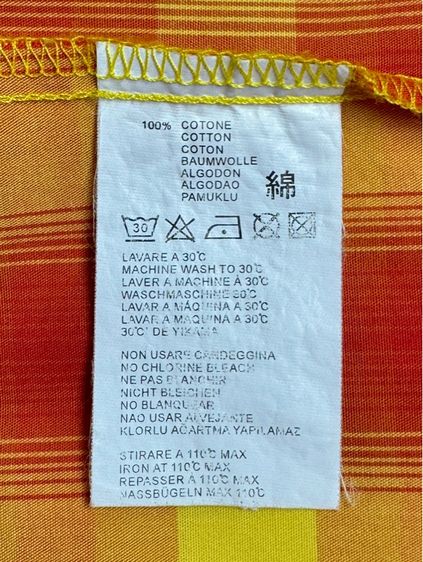 100% COTONE
COTTON
COTON
BAUMWOLLE
ALGODON
ALGODAO
PAMUKLU
綿
30
LAVARE A 30°C
MACHINE WASH TO 30°C
LAVER A MACHINE À 30°C
WASCHMASCHINE 30°C
LAVAR A MÁQUINA A 30°C
LAVAR A MAQUINA A 30°C
30°C' DE YIKAMA
NON USARE CANDEGGINA
NO CHLORINE BLEACH
NE PAS BLANCHIR
NICHT BLEICHEN
NO BLANQUEAR
NAO USAR ALVEJANTE
KLORLU AĞARTMA YAPILAMAZ
STIRARE A 110°C MAX
IRON AT 110°C MAX
REPASSER A 110°C MAX
NASSBÜGELN MAX 110°C